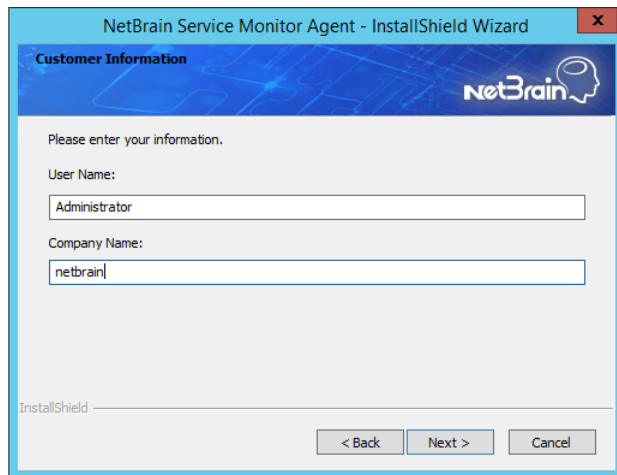 NetBrain Service Monitor Agent - InstallShield Wizard
x
Customer Information
NetBrain
Please enter your information.
User Name:
Administrator
Company Name:
netbrain
InstallShield
< Back
Next >
Cancel